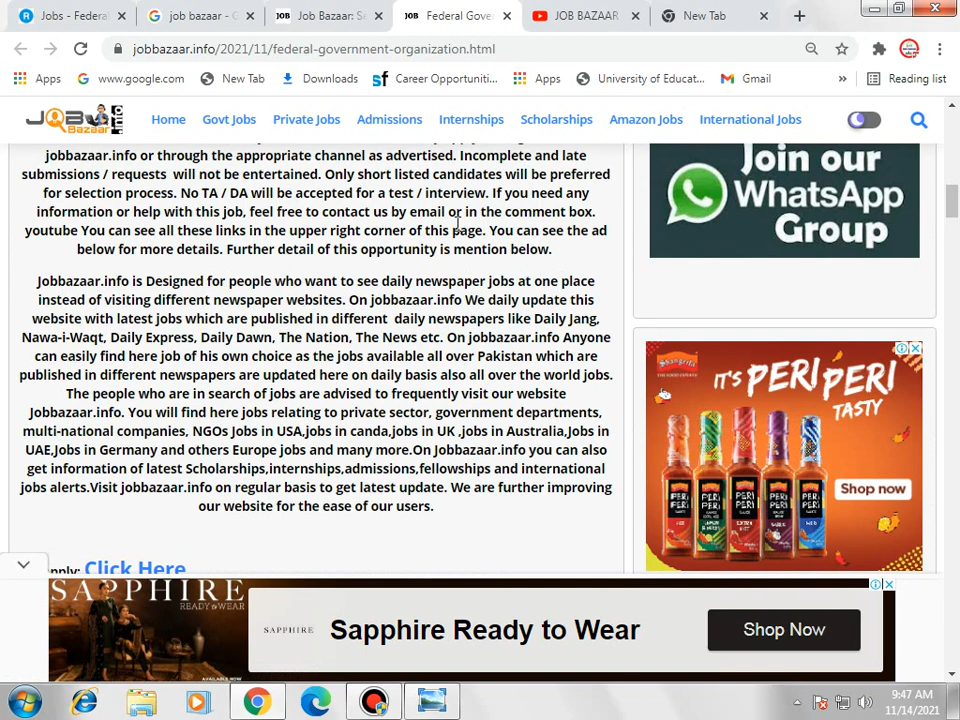 Jobs - Federa
job bazaar - G
JOB
Job Bazaar: Se
JOB
Federal Gove
JOB BAZAAR
New Tab
jobbazaar.info/2021/11/federal-government-organization.html
Apps
www.google.com
New Tab
Downloads
Career Opportuniti...
Apps
University of Educat...
Gmail
Reading list
JOB Bazaar .info
Home
Govt Jobs
Private Jobs
Admissions
Internships
Scholarships
Amazon Jobs
International Jobs
jobbazaar.info or through the appropriate channel as advertised. Incomplete and late
submissions / requests will not be entertained. Only short listed candidates will be preferred
for selection process. No TA / DA will be accepted for a test / interview. If you need any
information or help with this job, feel free to contact us by email or in the comment box.
youtube You can see all these links in the upper right corner of this page. You can see the ad
below for more details. Further detail of this opportunity is mention below.
Jobbazaar.info is Designed for people who want to see daily newspaper jobs at one place
instead of visiting different newspaper websites. On jobbazaar.info We daily update this
website with latest jobs which are published in different daily newspapers like Daily Jang,
Nawa-i-Waqt, Daily Express, Daily Dawn, The Nation, The News etc. On jobbazaar.info Anyone
can easily find here job of his own choice as the jobs available all over Pakistan which are
published in different newspapers are updated here on daily basis also all over the world jobs.
The people who are in search of jobs are advised to frequently visit our website
Jobbazaar.info. You will find here jobs relating to private sector, government departments,
multi-national companies, NGOs Jobs in USA,jobs in canda,jobs in UK ,jobs in Australia,Jobs in
UAE,Jobs in Germany and others Europe jobs and many more.On Jobbazaar.info you can also
get information of latest Scholarships,internships,admissions,fellowships and international
jobs alerts.Visit jobbazaar.info on regular basis to get latest update. We are further improving
our website for the ease of our users.
pply: Click Here
Join our
WhatsApp
Group
Shangrila
IT'S PERI PERI
TASTY
PERI PERI
PERI PERI
PERI PERI
PERI PERI
PERI PERI
Shop now
SAPPHIRE
READY to WEAR
SAPPHIRE
Sapphire Ready to Wear
Shop Now
9:47 AM
11/14/2021